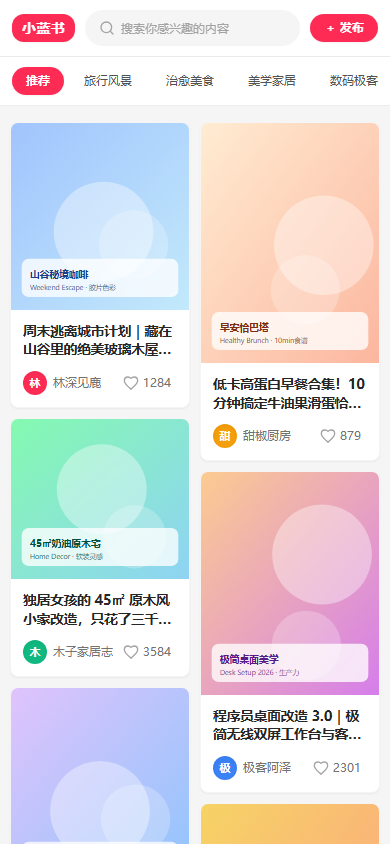 小蓝书
搜索你感兴趣的内容
+ 发布
推荐
旅行风景
治愈美食
美学家居
数码极客
山谷秘境咖啡
Weekend Escape · 胶片色彩
周末逃离城市计划｜藏在
山谷里的绝美玻璃木屋...
林
林深见鹿
1284
早安恰巴塔
Healthy Brunch · 10min食谱
低卡高蛋白早餐合集！10
分钟搞定牛油果滑蛋恰...
甜
甜椒厨房
879
45㎡奶油原木宅
Home Decor · 软装灵感
独居女孩的 45㎡ 原木风
小家改造，只花了三千...
木
木子家居志
3584
极简桌面美学
Desk Setup 2026 · 生产力
程序员桌面改造 3.0｜极
简无线双屏工作台与客...
极
极客阿泽
2301